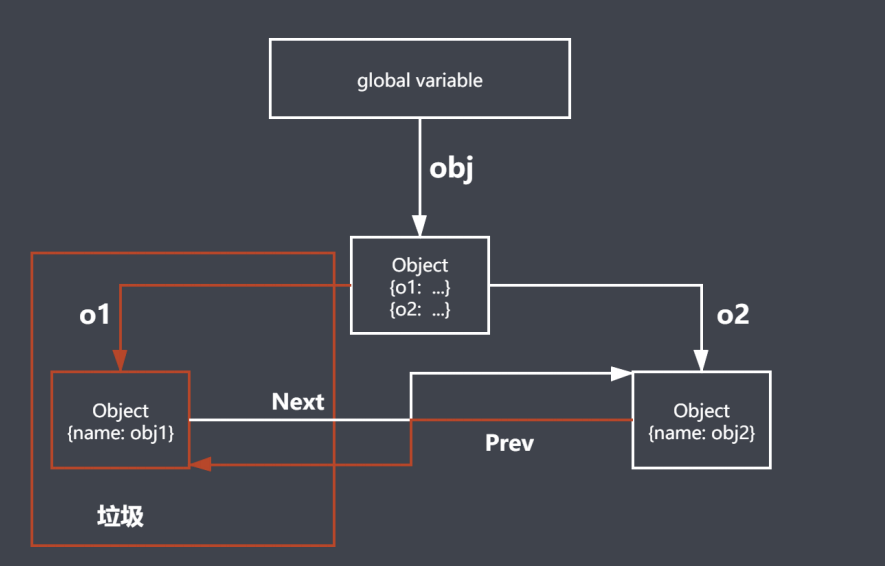 global variable
obj
Object
{o1:  ...}
{o2:  ...}
o1
o2
Next
Object
{name: obj1}
Object
{name: obj2}
Prev
垃圾